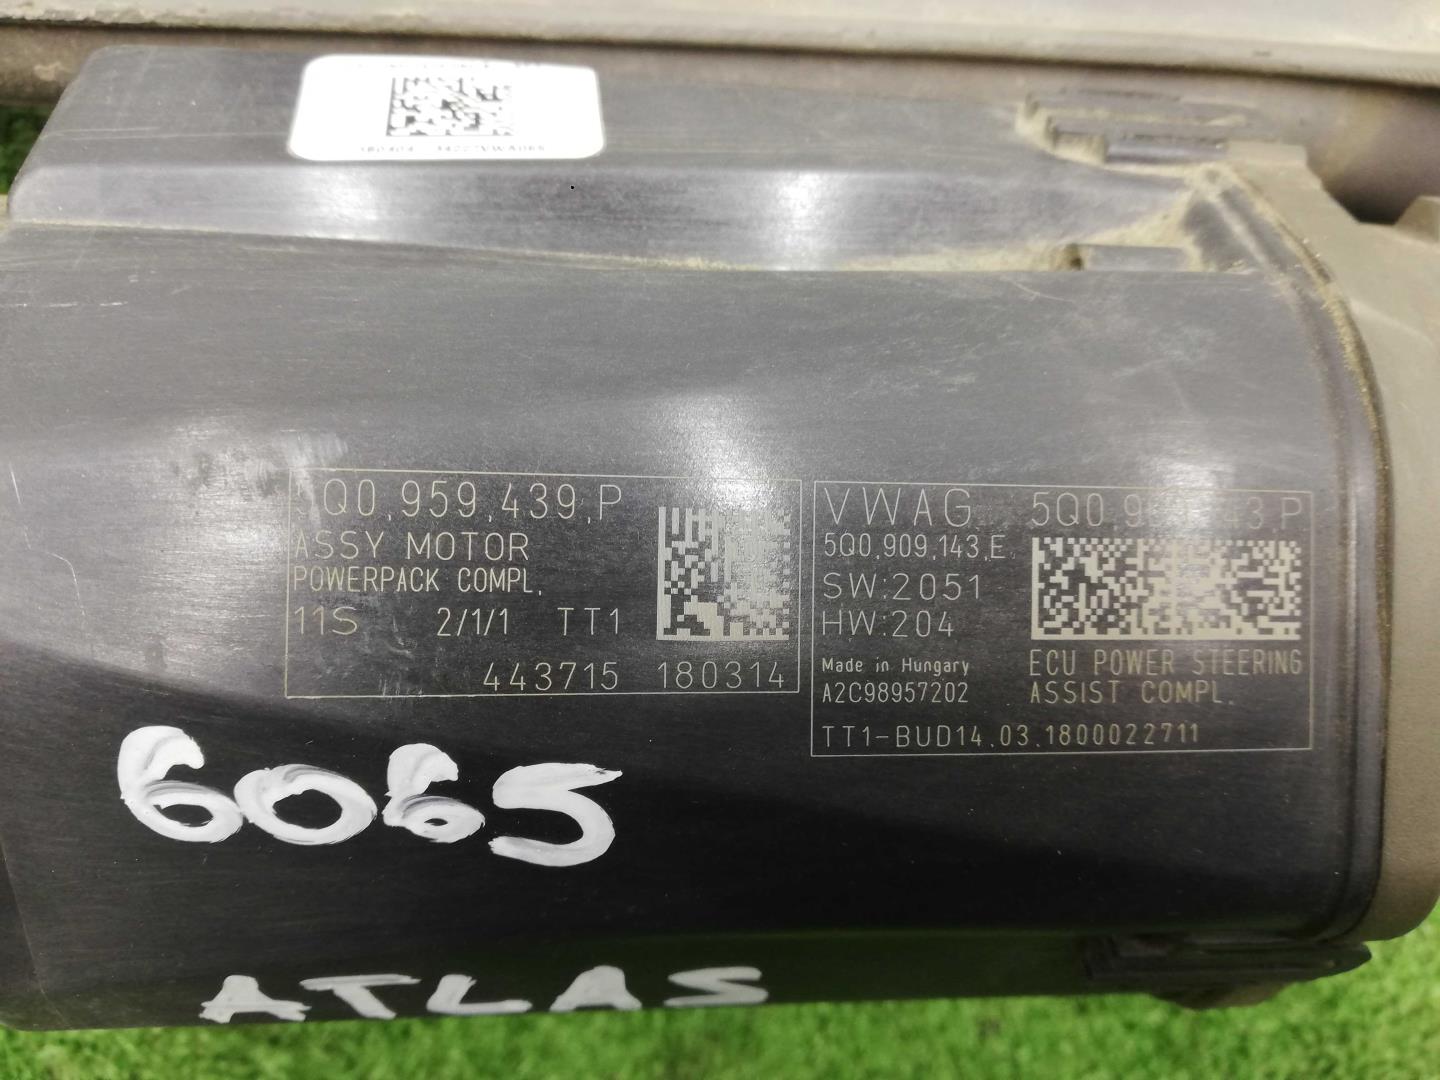 5Q0.959.439.P
ASSY MOTOR
POWERPACK COMPL.
11S 2/1/1 TT1
443715 180314
VWAG 5Q0
5Q0.909.143.E
SW:2051
HW:204
Made in Hungary
A2C98957202
ECU POWER STEERING
ASSIST COMPL.
TT1-BUD14.03.1800022711
6065
ATLAS